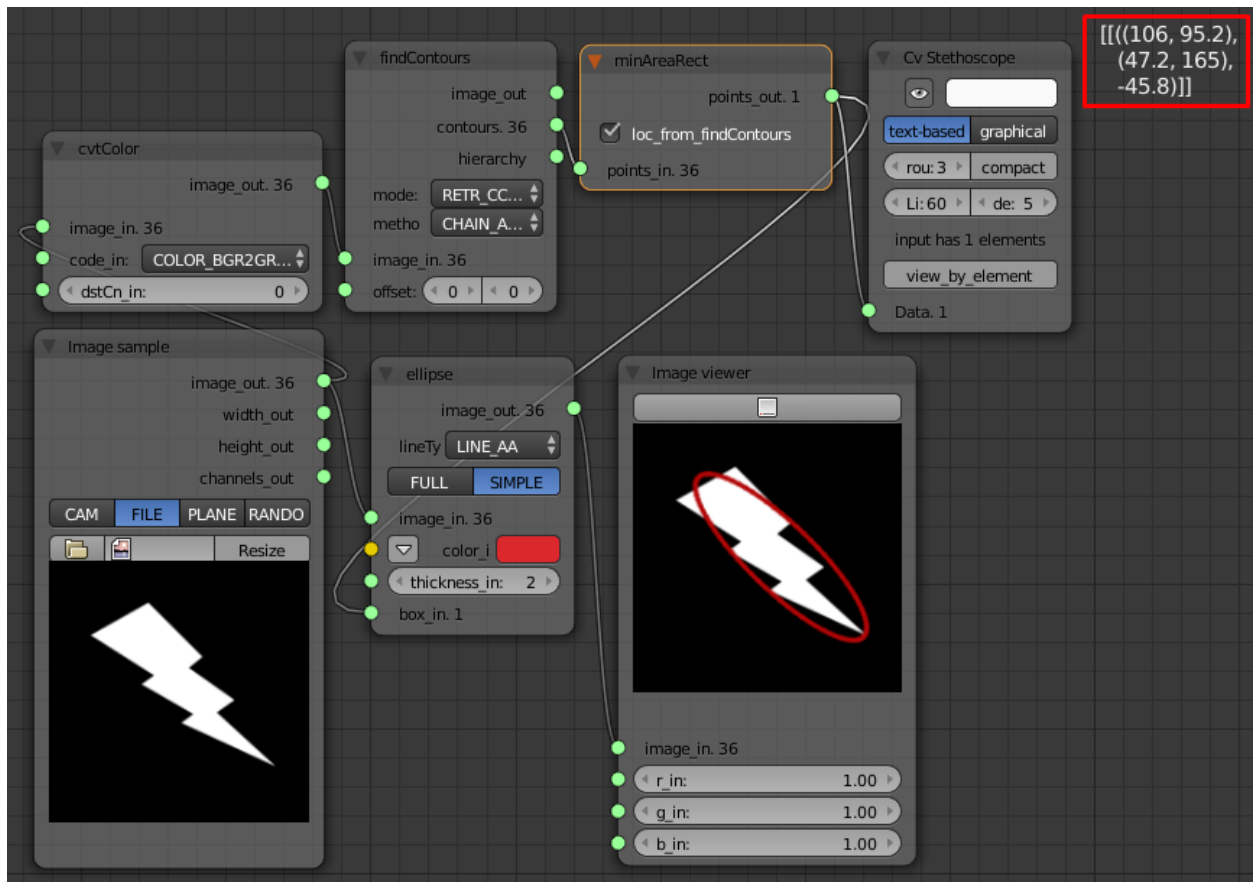 [[((106, 95.2),
(47.2, 165),
-45.8)]]
findContours
image_out
contours. 36
hierarchy
mode: RETR_CC...
metho CHAIN_A...
image_in. 36
offset: 0 0
minAreaRect
points_out. 1
loc_from_findContours
points_in. 36
Cv Stethoscope
text-based graphical
rou: 3 compact
Li: 60 de: 5
input has 1 elements
view_by_element
Data. 1
cvtColor
image_out. 36
image_in. 36
code_in: COLOR_BGR2GR...
dstCn_in: 0
Image sample
image_out. 36
width_out
height_out
channels_out
CAM FILE PLANE RANDO
Resize
ellipse
image_out. 36
lineTy LINE_AA
FULL SIMPLE
image_in. 36
color_i
thickness_in: 2
box_in. 1
Image viewer
image_in. 36
r_in: 1.00
g_in: 1.00
b_in: 1.00